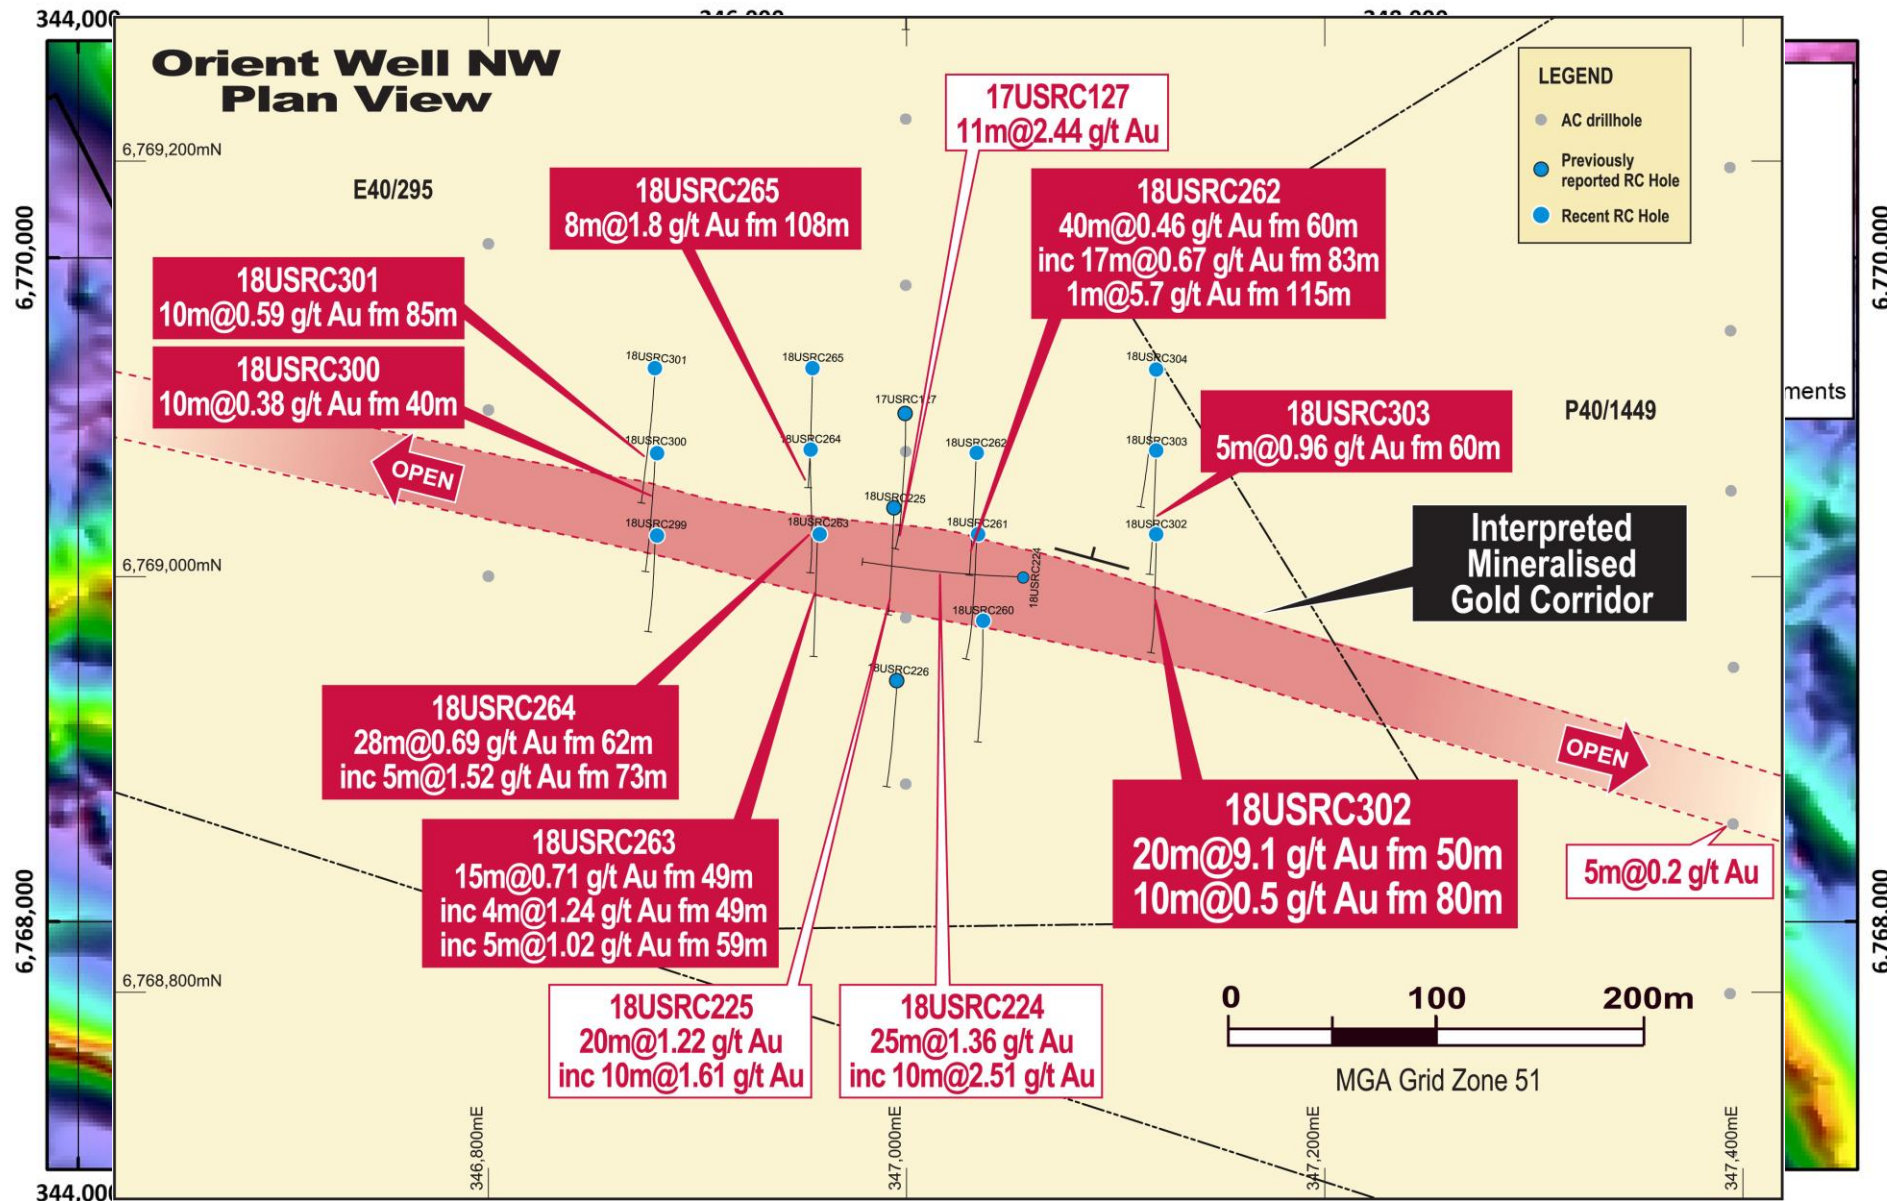 344,000
Orient Well NW
Plan View
LEGEND
AC drillhole
Previously
reported RC Hole
Recent RC Hole
17USRC127
11m@2.44 g/t Au
6,769,200mN
E40/295
18USRC265
8m@1.8 g/t Au fm 108m
18USRC262
40m@0.46 g/t Au fm 60m
inc 17m@0.67 g/t Au fm 83m
1m@5.7 g/t Au fm 115m
6,770,000
6,770,000
18USRC301
10m@0.59 g/t Au fm 85m
18USRC300
10m@0.38 g/t Au fm 40m
18USRC301
18USRC265
18USRC304
ments
17USRC127
18USRC303
5m@0.96 g/t Au fm 60m
P40/1449
18USRC300
18USRC264
18USRC262
18USRC303
OPEN
18USRC225
18USRC299
18USRC263
18USRC261
18USRC302
Interpreted
Mineralised
Gold Corridor
6,769,000mN
18USRC224
18USRC260
18USRC226
18USRC264
28m@0.69 g/t Au fm 62m
inc 5m@1.52 g/t Au fm 73m
OPEN
18USRC302
20m@9.1 g/t Au fm 50m
10m@0.5 g/t Au fm 80m
18USRC263
15m@0.71 g/t Au fm 49m
inc 4m@1.24 g/t Au fm 49m
inc 5m@1.02 g/t Au fm 59m
5m@0.2 g/t Au
6,768,000
6,768,000
6,768,800mN
18USRC225
20m@1.22 g/t Au
inc 10m@1.61 g/t Au
18USRC224
25m@1.36 g/t Au
inc 10m@2.51 g/t Au
0 100 200m
MGA Grid Zone 51
346,800mE
347,000mE
347,200mE
347,400mE
344,000